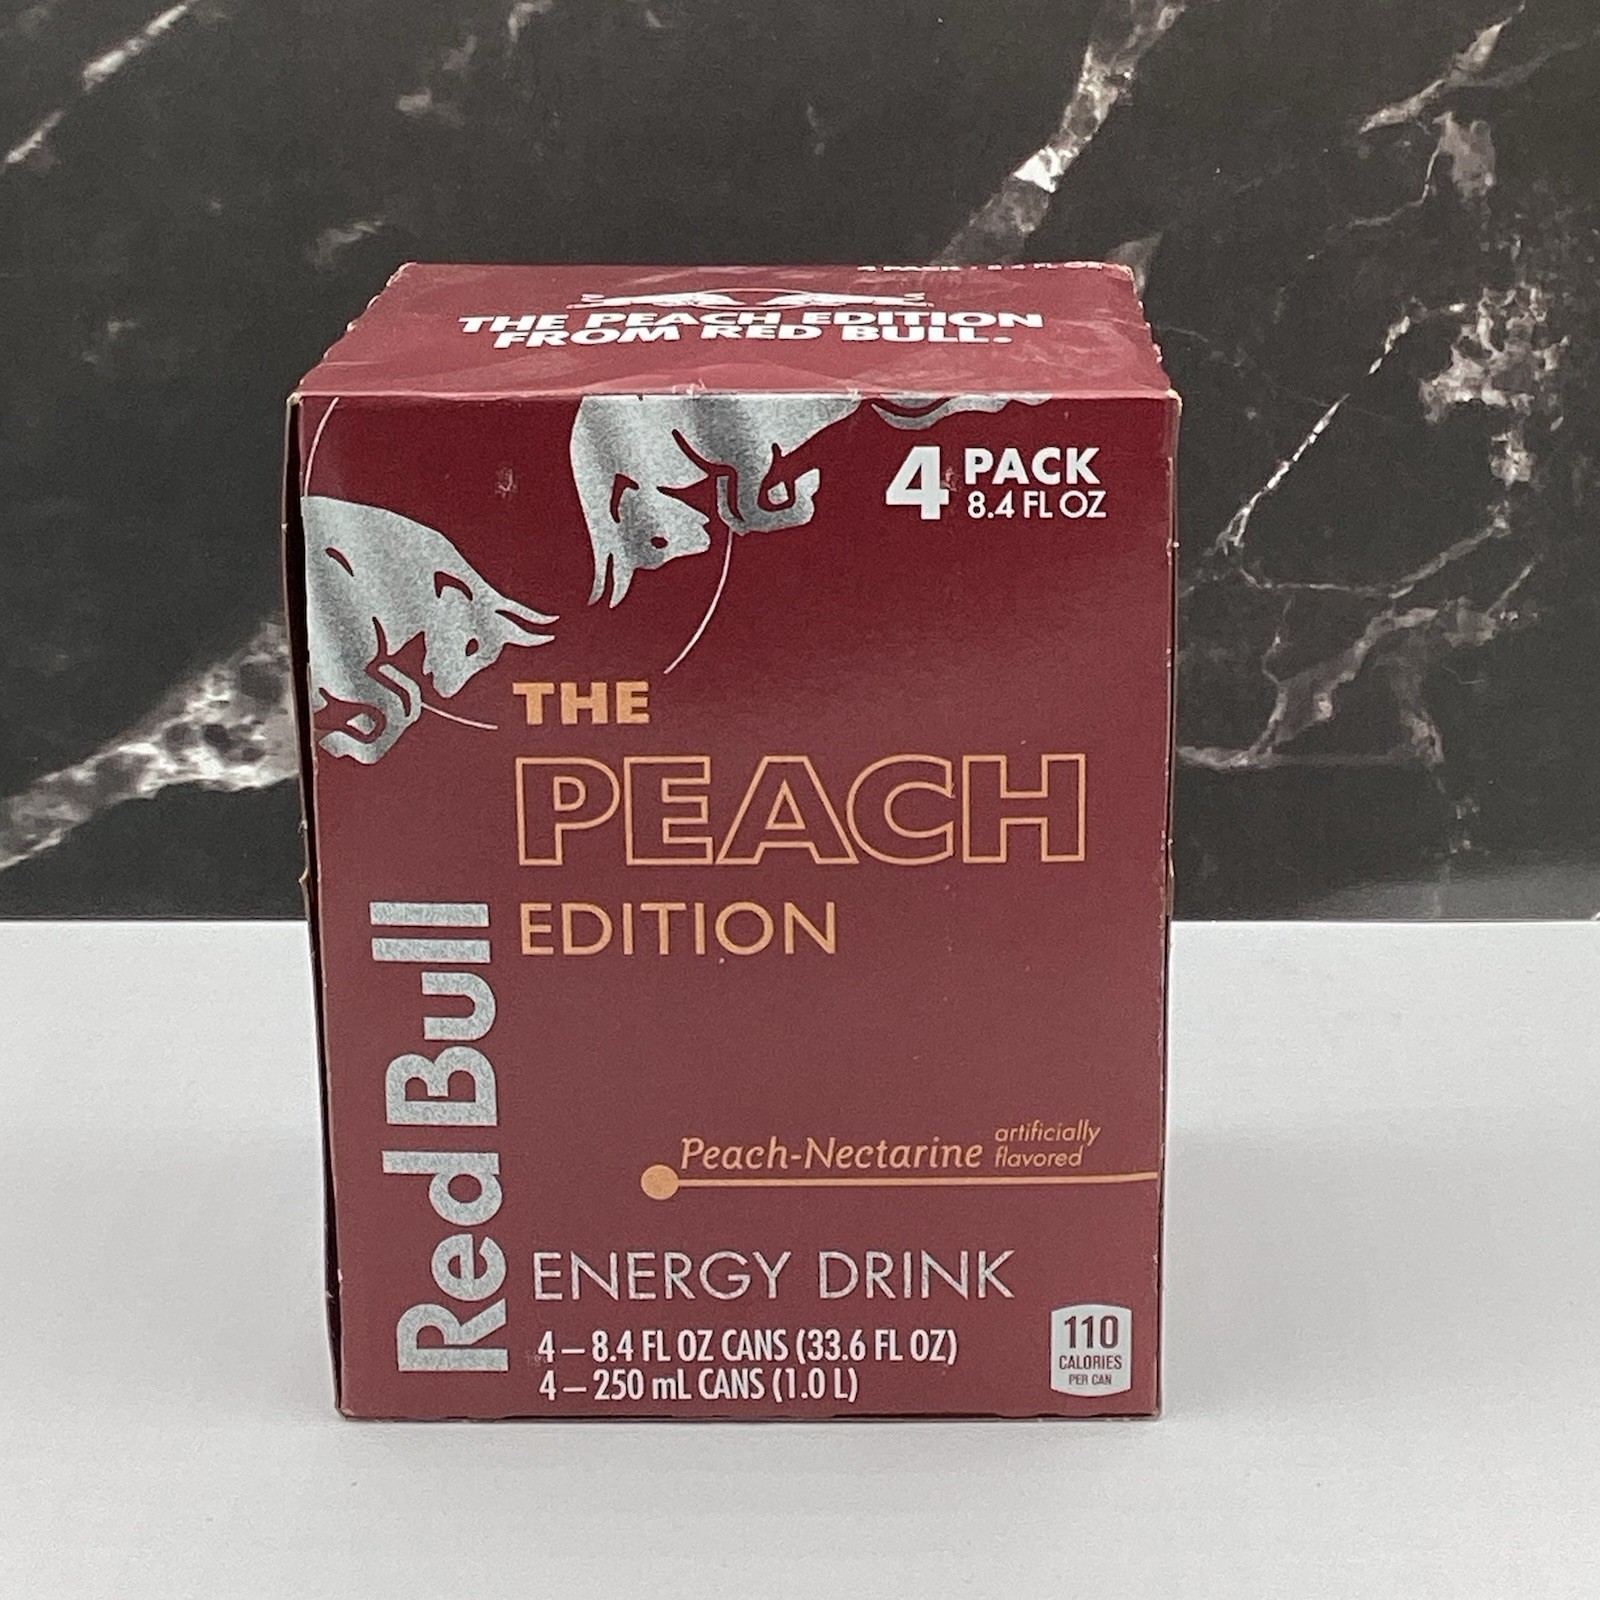 THE PEACH EDITION
FROM RED BULL.
4 PACK
8.4 FL OZ
THE
PEACH
EDITION
Red Bull
Peach-Nectarine artificially
flavored
ENERGY DRINK
4 – 8.4 FL OZ CANS (33.6 FL OZ)
4 – 250 mL CANS (1.0 L)
110
CALORIES
PER CAN